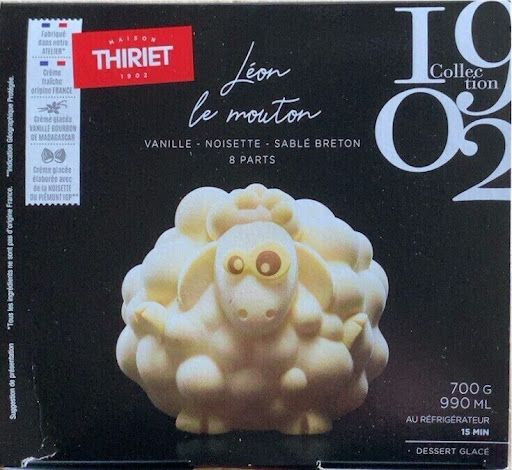 Fabriqué
dans notre
ATELIER*
Crème
fraîche
origine FRANCE
Crème glacée
VANILLE BOURBON
DE MADAGASCAR
Crème glacée
élaborée avec
de la NOISETTE
DU PIÉMONT IGP**
MAISON
THIRIET
1902
Léon
le mouton
VANILLE - NOISETTE - SABLÉ BRETON
8 PARTS
19
Collec
tion
02
**Indication Géographique Protégée.
*Tous les ingrédients ne sont pas d'origine France.
Suggestion de présentation
700 G
990 ML
AU RÉFRIGÉRATEUR
15 MIN
DESSERT GLACÉ